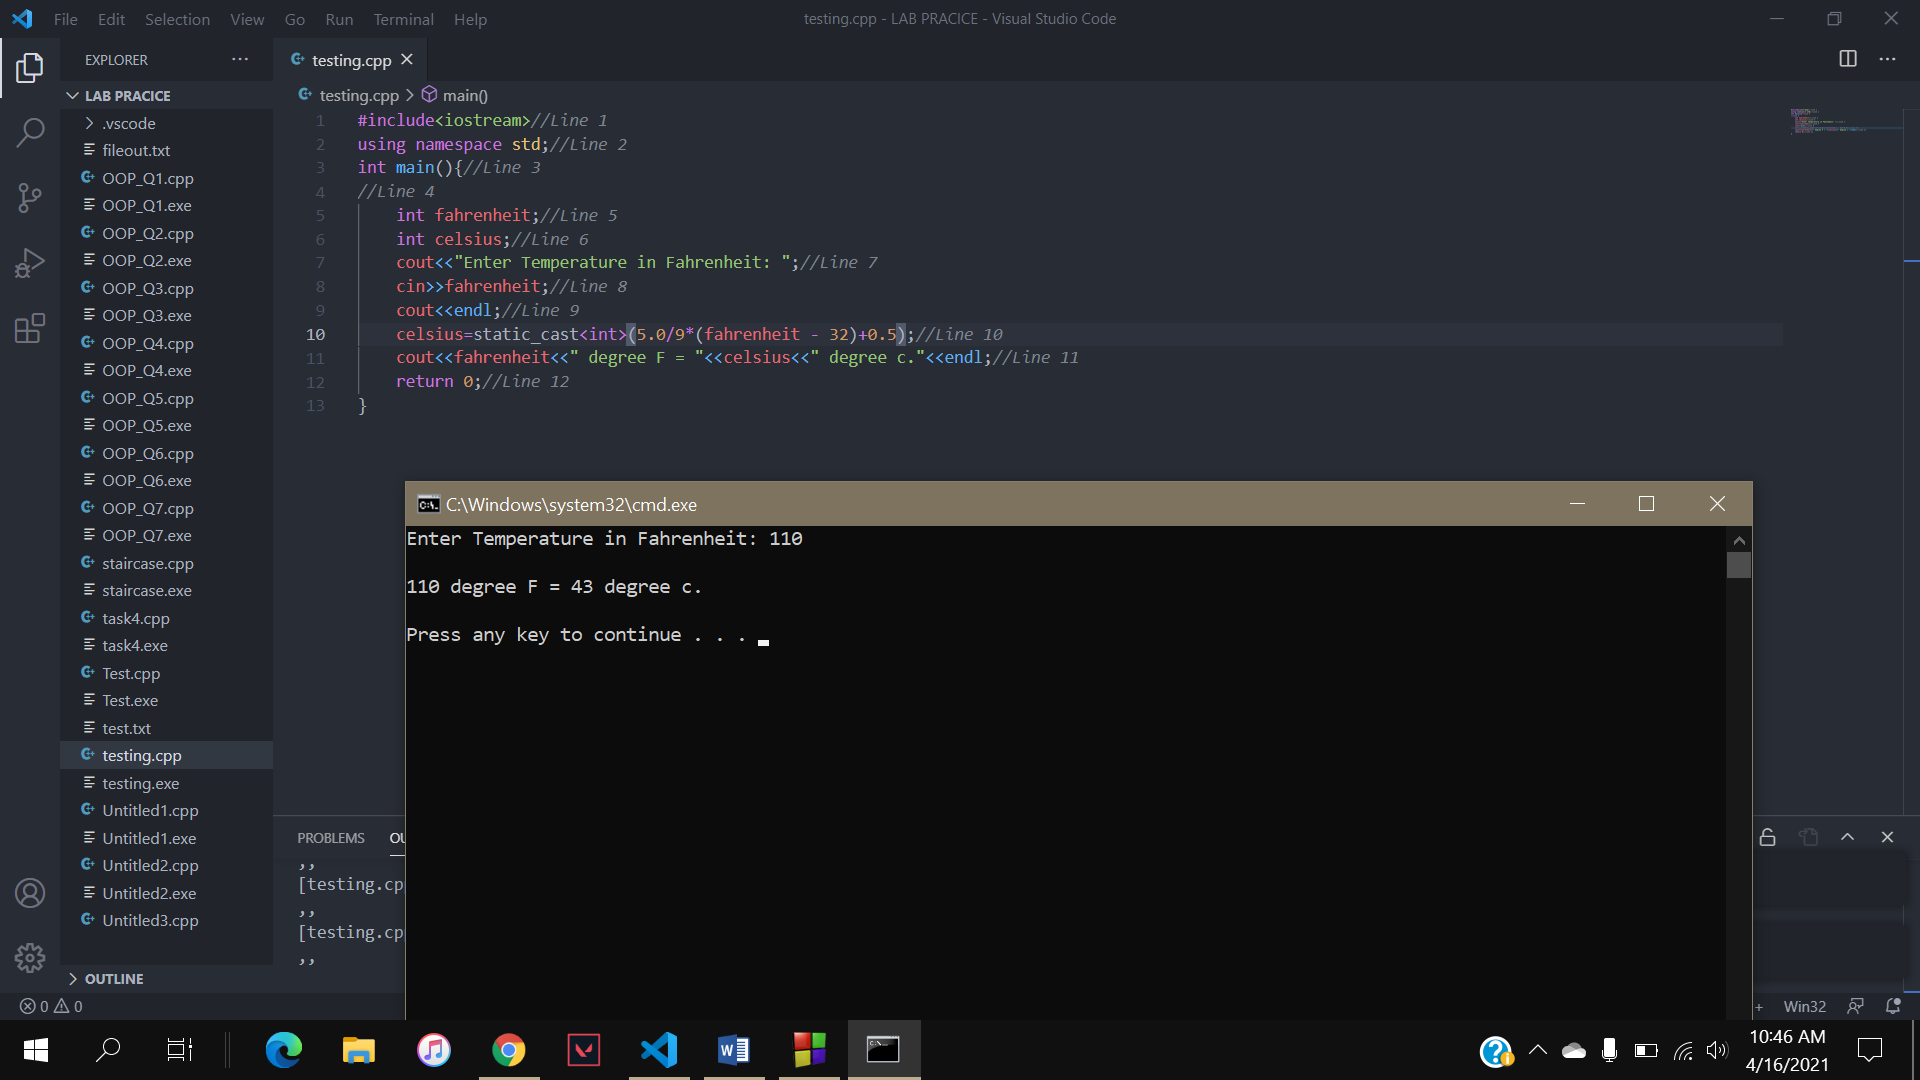 File Edit Selection View Go Run Terminal Help
testing.cpp - LAB PRACICE - Visual Studio Code
EXPLORER
testing.cpp
LAB PRACICE
testing.cpp > main()
.vscode
fileout.txt
OOP_Q1.cpp
OOP_Q1.exe
OOP_Q2.cpp
OOP_Q2.exe
OOP_Q3.cpp
OOP_Q3.exe
OOP_Q4.cpp
OOP_Q4.exe
OOP_Q5.cpp
OOP_Q5.exe
OOP_Q6.cpp
OOP_Q6.exe
OOP_Q7.cpp
OOP_Q7.exe
staircase.cpp
staircase.exe
task4.cpp
task4.exe
Test.cpp
Test.exe
test.txt
testing.cpp
testing.exe
Untitled1.cpp
Untitled1.exe
Untitled2.cpp
Untitled2.exe
Untitled3.cpp
OUTLINE
1 #include<iostream>//Line 1
2 using namespace std;//Line 2
3 int main(){//Line 3
4 //Line 4
5 int fahrenheit;//Line 5
6 int celsius;//Line 6
7 cout<<"Enter Temperature in Fahrenheit: ";//Line 7
8 cin>>fahrenheit;//Line 8
9 cout<<endl;//Line 9
10 celsius=static_cast<int>(5.0/9*(fahrenheit - 32)+0.5);//Line 10
11 cout<<fahrenheit<<" degree F = "<<celsius<<" degree c."<<endl;//Line 11
12 return 0;//Line 12
13 }
C:\Windows\system32\cmd.exe
Enter Temperature in Fahrenheit: 110
110 degree F = 43 degree c.
Press any key to continue . . .
PROBLEMS OU
,,
[testing.cp
,,
[testing.cp
,,
0 0
+ Win32
10:46 AM
4/16/2021